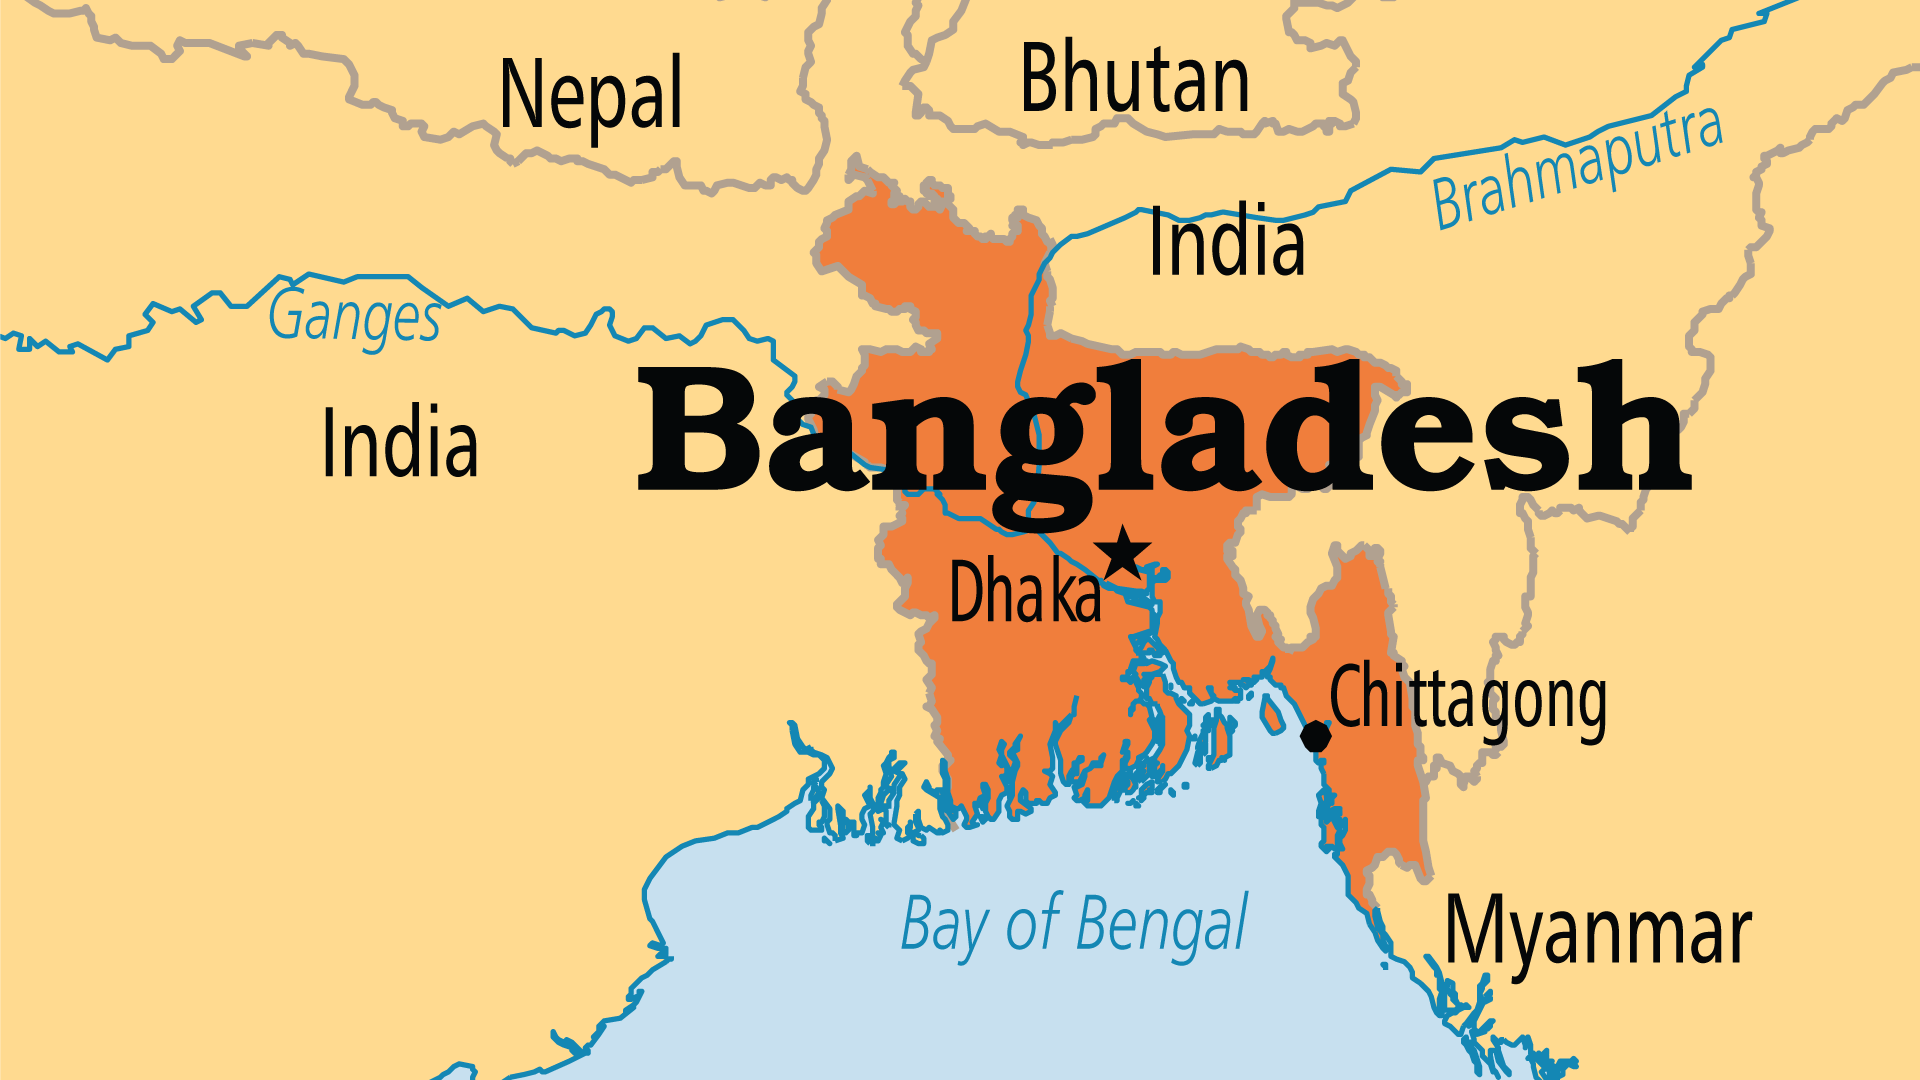 Nepal
Bhutan
Brahmaputra
India
Ganges
India
Bangladesh
Dhaka
Chittagong
Bay of Bengal
Myanmar